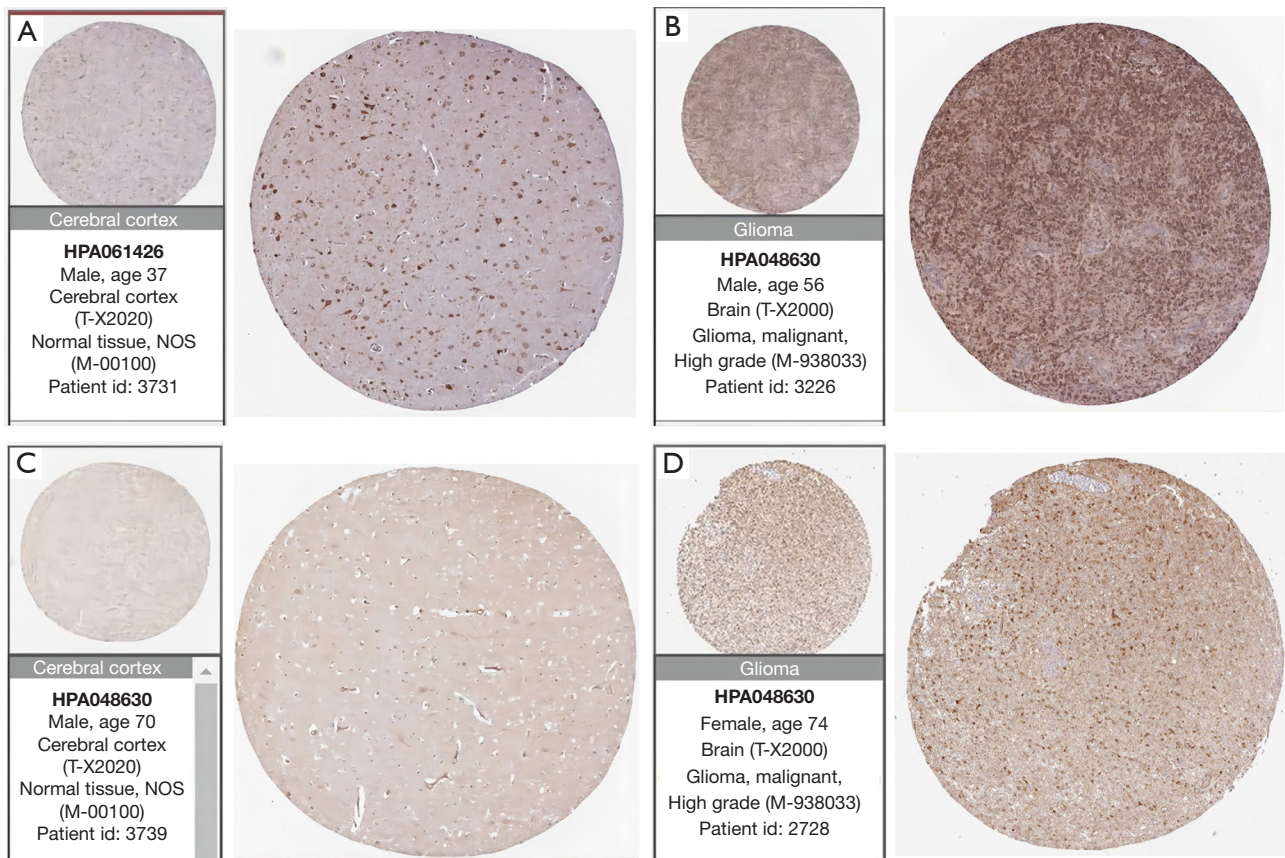 A
Cerebral cortex
HPA061426
Male, age 37
Cerebral cortex
(T-X2020)
Normal tissue, NOS
(M-00100)
Patient id: 3731
B
Glioma
HPA048630
Male, age 56
Brain (T-X2000)
Glioma, malignant,
High grade (M-938033)
Patient id: 3226
C
Cerebral cortex
HPA048630
Male, age 70
Cerebral cortex
(T-X2020)
Normal tissue, NOS
(M-00100)
Patient id: 3739
D
Glioma
HPA048630
Female, age 74
Brain (T-X2000)
Glioma, malignant,
High grade (M-938033)
Patient id: 2728